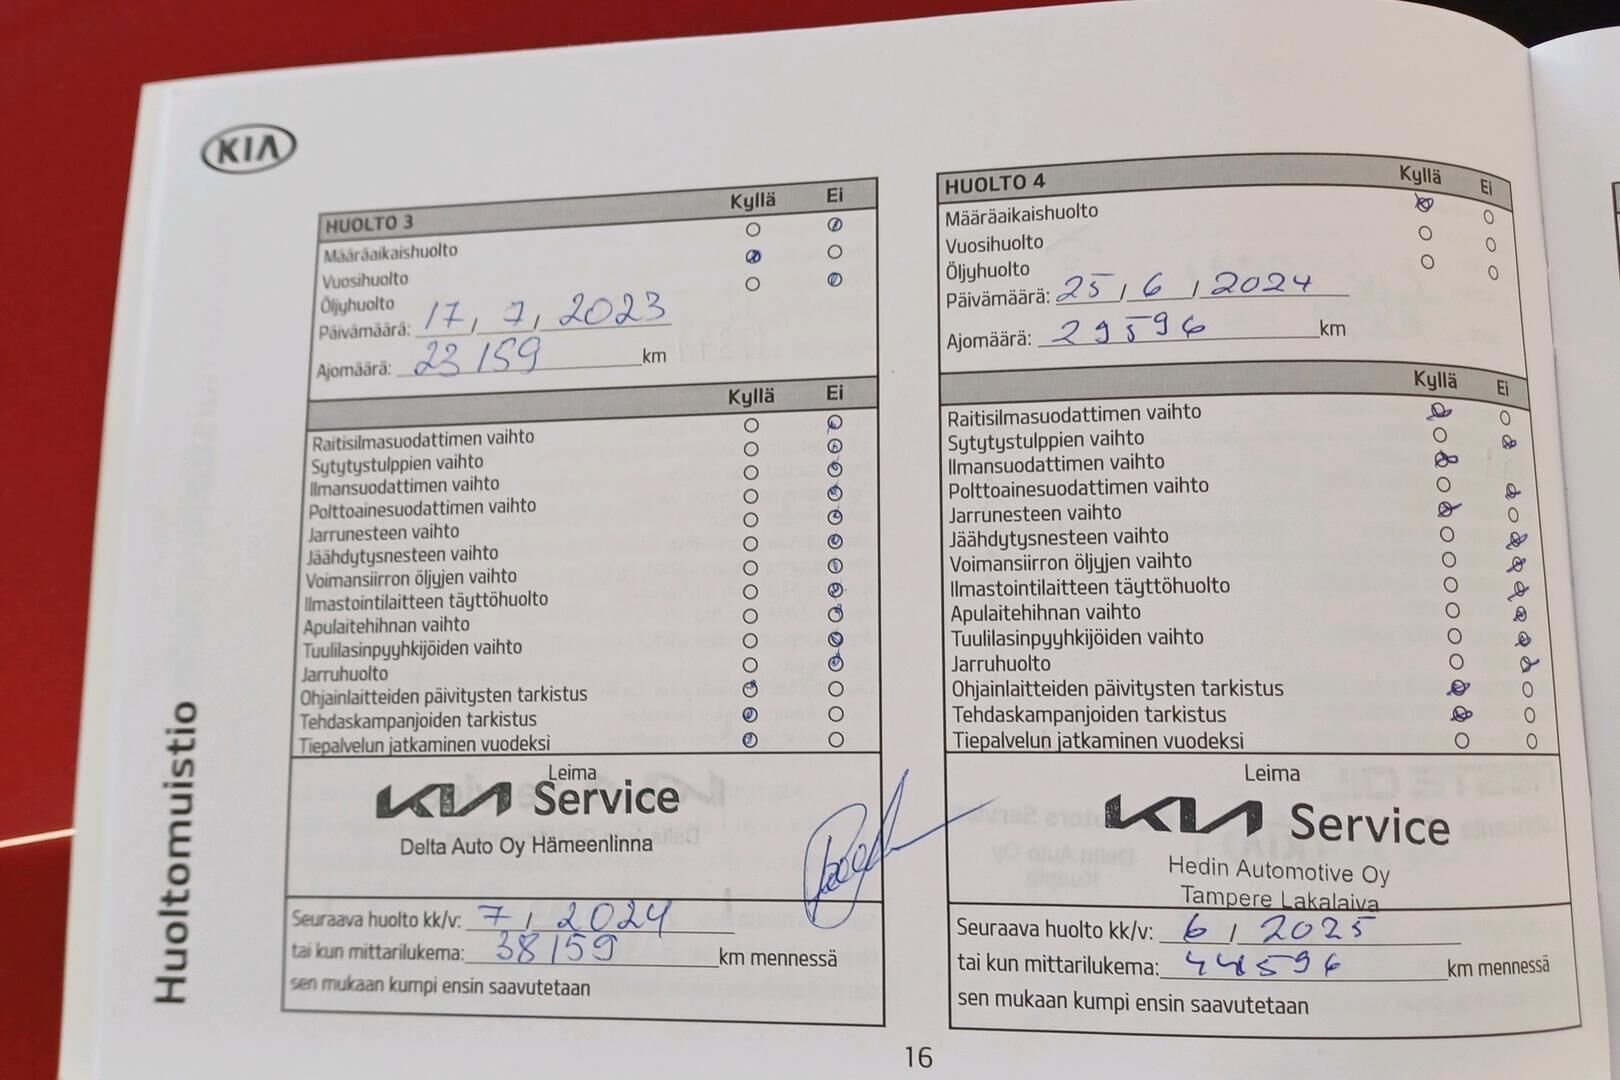 KIA
Huoltomuistio
HUOLTO 3 Kyllä Ei
Määräaikaishuolto
Vuosihuolto
Öljyhuolto
Päivämäärä: 17, 7, 2023
Ajomäärä: 23 159 km
Kyllä Ei
Raitisilmasuodattimen vaihto
Sytytystulppien vaihto
Ilmansuodattimen vaihto
Polttoainesuodattimen vaihto
Jarrunesteen vaihto
Jäähdytysnesteen vaihto
Voimansiirron öljyjen vaihto
Ilmastointilaitteen täyttöhuolto
Apulaitehihnan vaihto
Tuulilasinpyyhkijöiden vaihto
Jarruhuolto
Ohjainlaitteiden päivitysten tarkistus
Tehdaskampanjoiden tarkistus
Tiepalvelun jatkaminen vuodeksi
Leima
KIA Service
Delta Auto Oy Hämeenlinna
Seuraava huolto kk/v: 7, 2024
tai kun mittarilukema: 38159 km mennessä
sen mukaan kumpi ensin saavutetaan
HUOLTO 4 Kyllä Ei
Määräaikaishuolto
Vuosihuolto
Öljyhuolto
Päivämäärä: 25, 6, 2024
Ajomäärä: 29596 km
Kyllä Ei
Raitisilmasuodattimen vaihto
Sytytystulppien vaihto
Ilmansuodattimen vaihto
Polttoainesuodattimen vaihto
Jarrunesteen vaihto
Jäähdytysnesteen vaihto
Voimansiirron öljyjen vaihto
Ilmastointilaitteen täyttöhuolto
Apulaitehihnan vaihto
Tuulilasinpyyhkijöiden vaihto
Jarruhuolto
Ohjainlaitteiden päivitysten tarkistus
Tehdaskampanjoiden tarkistus
Tiepalvelun jatkaminen vuodeksi
Leima
KIA Service
Hedin Automotive Oy
Tampere Lakalaiva
Seuraava huolto kk/v: 6, 2025
tai kun mittarilukema: 44596 km mennessä
sen mukaan kumpi ensin saavutetaan
16